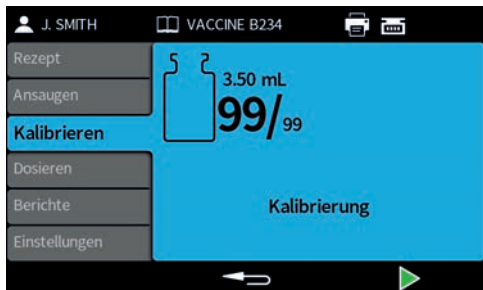 J. SMITH VACCINE B234
Rezept
Ansaugen
Kalibrieren
Dosieren
Berichte
Einstellungen
3.50 mL
99/99
Kalibrierung